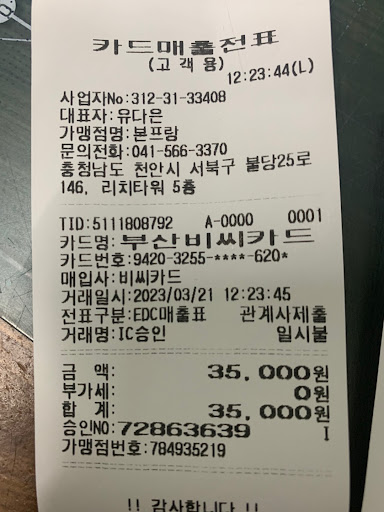 카드매출전표
(고객용)
12:23:44(L)
사업자No:312-31-33408
대표자:유다은
가맹점명:본프랑
문의전화:041-566-3370
충청남도 천안시 서북구 불당25로
146, 리치타워 5층
TID:5111808792 A-0000 0001
카드명:부산비씨카드
카드번호:9420-3255-****-620*
매입사:비씨카드
거래일시:2023/03/21 12:23:45
전표구분:EDC매출표 관계사제출
거래명:IC승인 일시불
금 액: 35,000원
부가세: 0원
합 계: 35,000원
승인NO:72863639 I
가맹점번호:784935219
!! 감사합니다 !!